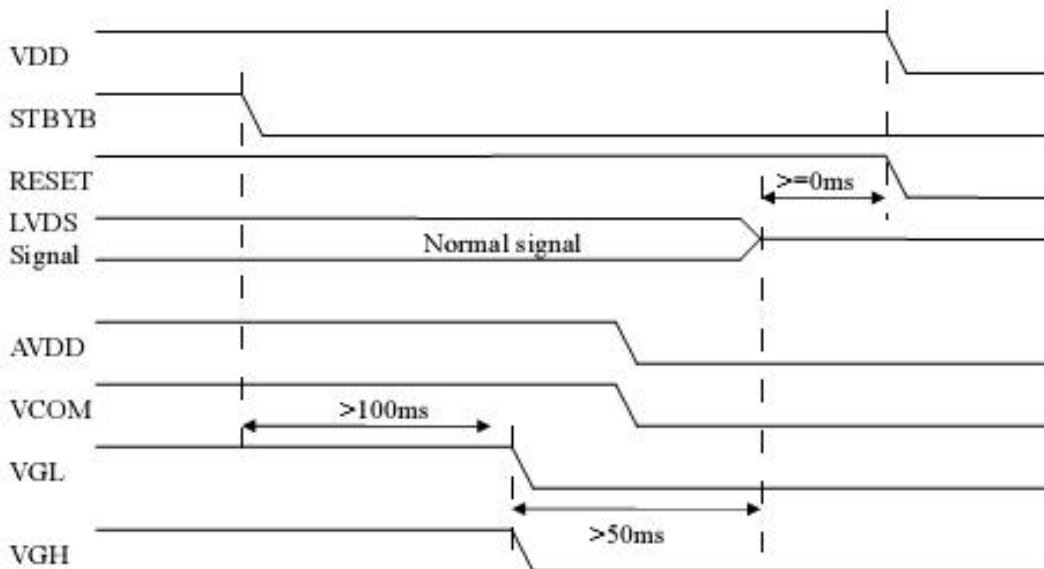 VDD
STBYB
RESET
>=0ms
LVDS
Signal
Normal signal
AVDD
VCOM
>100ms
VGL
>50ms
VGH